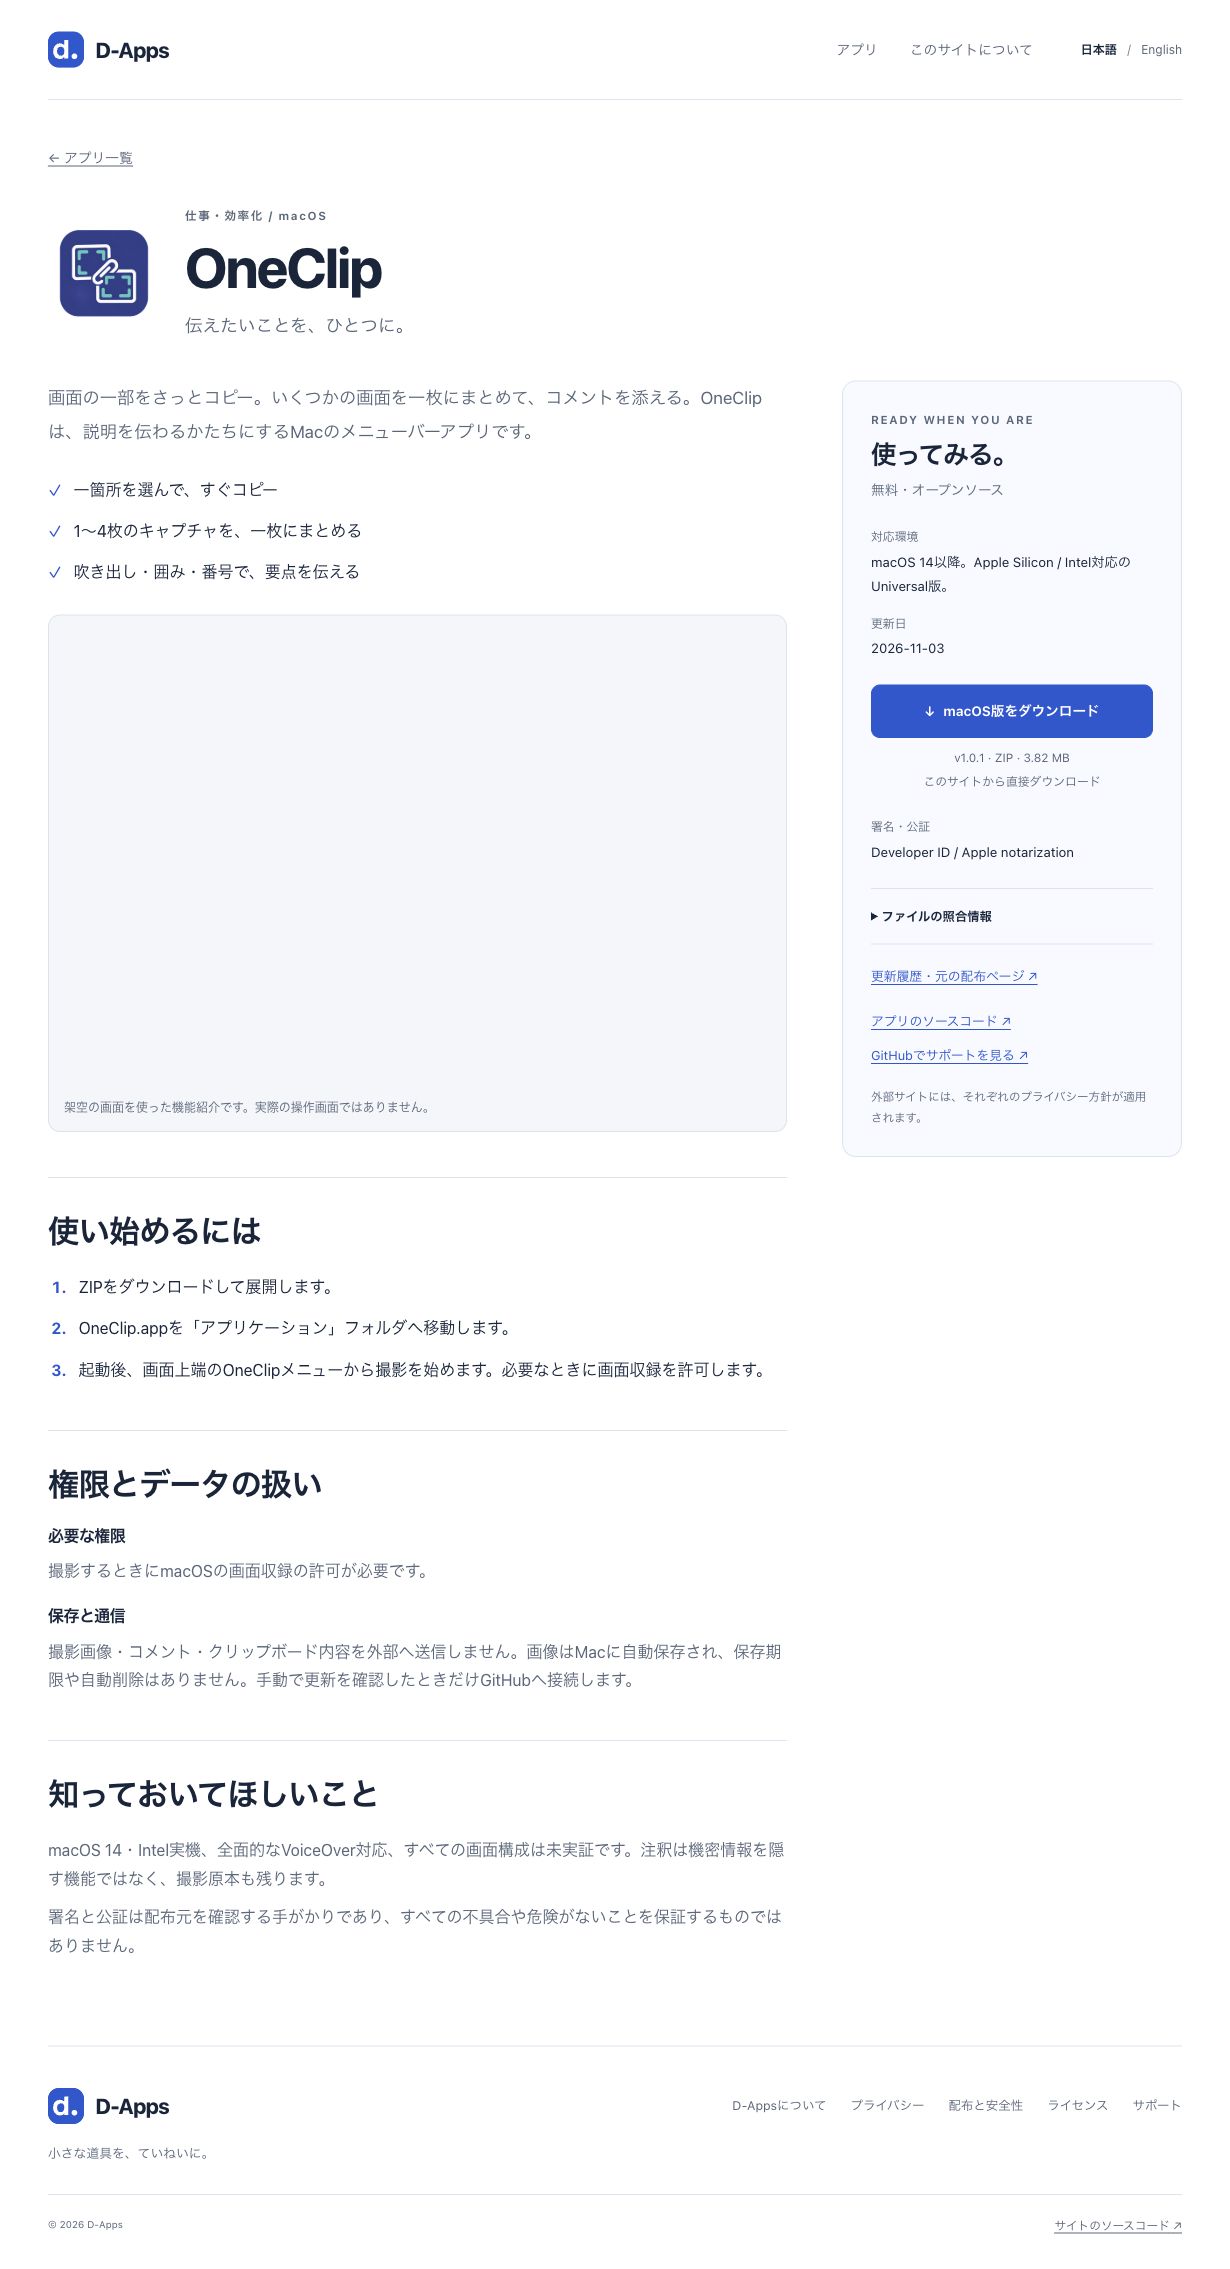 d. D-Apps
アプリ このサイトについて 日本語 / English
← アプリ一覧
仕事・効率化 / macOS
OneClip
伝えたいことを、ひとつに。
画面の一部をさっとコピー。いくつかの画面を一枚にまとめて、コメントを添える。OneClip
は、説明を伝わるかたちにするMacのメニューバーアプリです。
✓ 一箇所を選んで、すぐコピー
✓ 1〜4枚のキャプチャを、一枚にまとめる
✓ 吹き出し・囲み・番号で、要点を伝える
架空の画面を使った機能紹介です。実際の操作画面ではありません。
READY WHEN YOU ARE
使ってみる。
無料・オープンソース
対応環境
macOS 14以降。Apple Silicon / Intel対応の
Universal版。
更新日
2026-11-03
↓ macOS版をダウンロード
v1.0.1 · ZIP · 3.82 MB
このサイトから直接ダウンロード
署名・公証
Developer ID / Apple notarization
▶ ファイルの照合情報
更新履歴・元の配布ページ ↗
アプリのソースコード ↗
GitHubでサポートを見る ↗
外部サイトには、それぞれのプライバシー方針が適用
されます。
使い始めるには
1. ZIPをダウンロードして展開します。
2. OneClip.appを「アプリケーション」フォルダへ移動します。
3. 起動後、画面上端のOneClipメニューから撮影を始めます。必要なときに画面収録を許可します。
権限とデータの扱い
必要な権限
撮影するときにmacOSの画面収録の許可が必要です。
保存と通信
撮影画像・コメント・クリップボード内容を外部へ送信しません。画像はMacに自動保存され、保存期
限や自動削除はありません。手動で更新を確認したときだけGitHubへ接続します。
知っておいてほしいこと
macOS 14・Intel実機、全面的なVoiceOver対応、すべての画面構成は未実証です。注釈は機密情報を隠
す機能ではなく、撮影原本も残ります。
署名と公証は配布元を確認する手がかりであり、すべての不具合や危険がないことを保証するものでは
ありません。
d. D-Apps
D-Appsについて プライバシー 配布と安全性 ライセンス サポート
小さな道具を、ていねいに。
© 2026 D-Apps
サイトのソースコード ↗